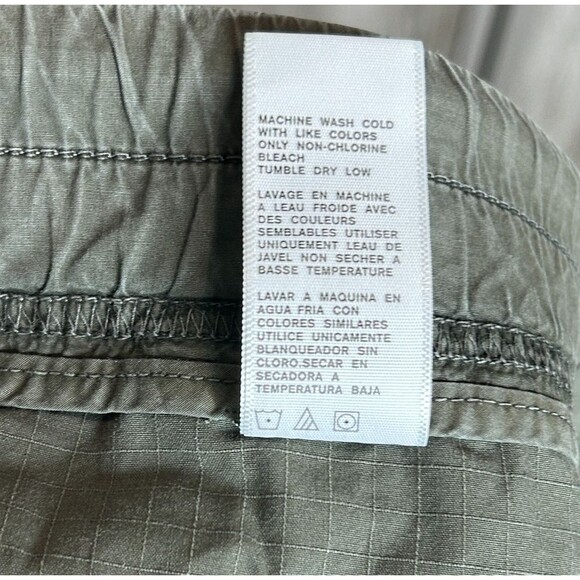 MACHINE WASH COLD
WITH LIKE COLORS
ONLY NON-CHLORINE
BLEACH
TUMBLE DRY LOW
LAVAGE EN MACHINE
A LEAU FROIDE AVEC
DES COULEURS
SEMBLABLES UTILISER
UNIQUEMENT LEAU DE
JAVEL NON SECHER A
BASSE TEMPERATURE
LAVAR A MAQUINA EN
AGUA FRIA CON
COLORES SIMILARES
UTILICE UNICAMENTE
BLANQUEADOR SIN
CLORO.SECAR EN
SECADORA A
TEMPERATURA BAJA